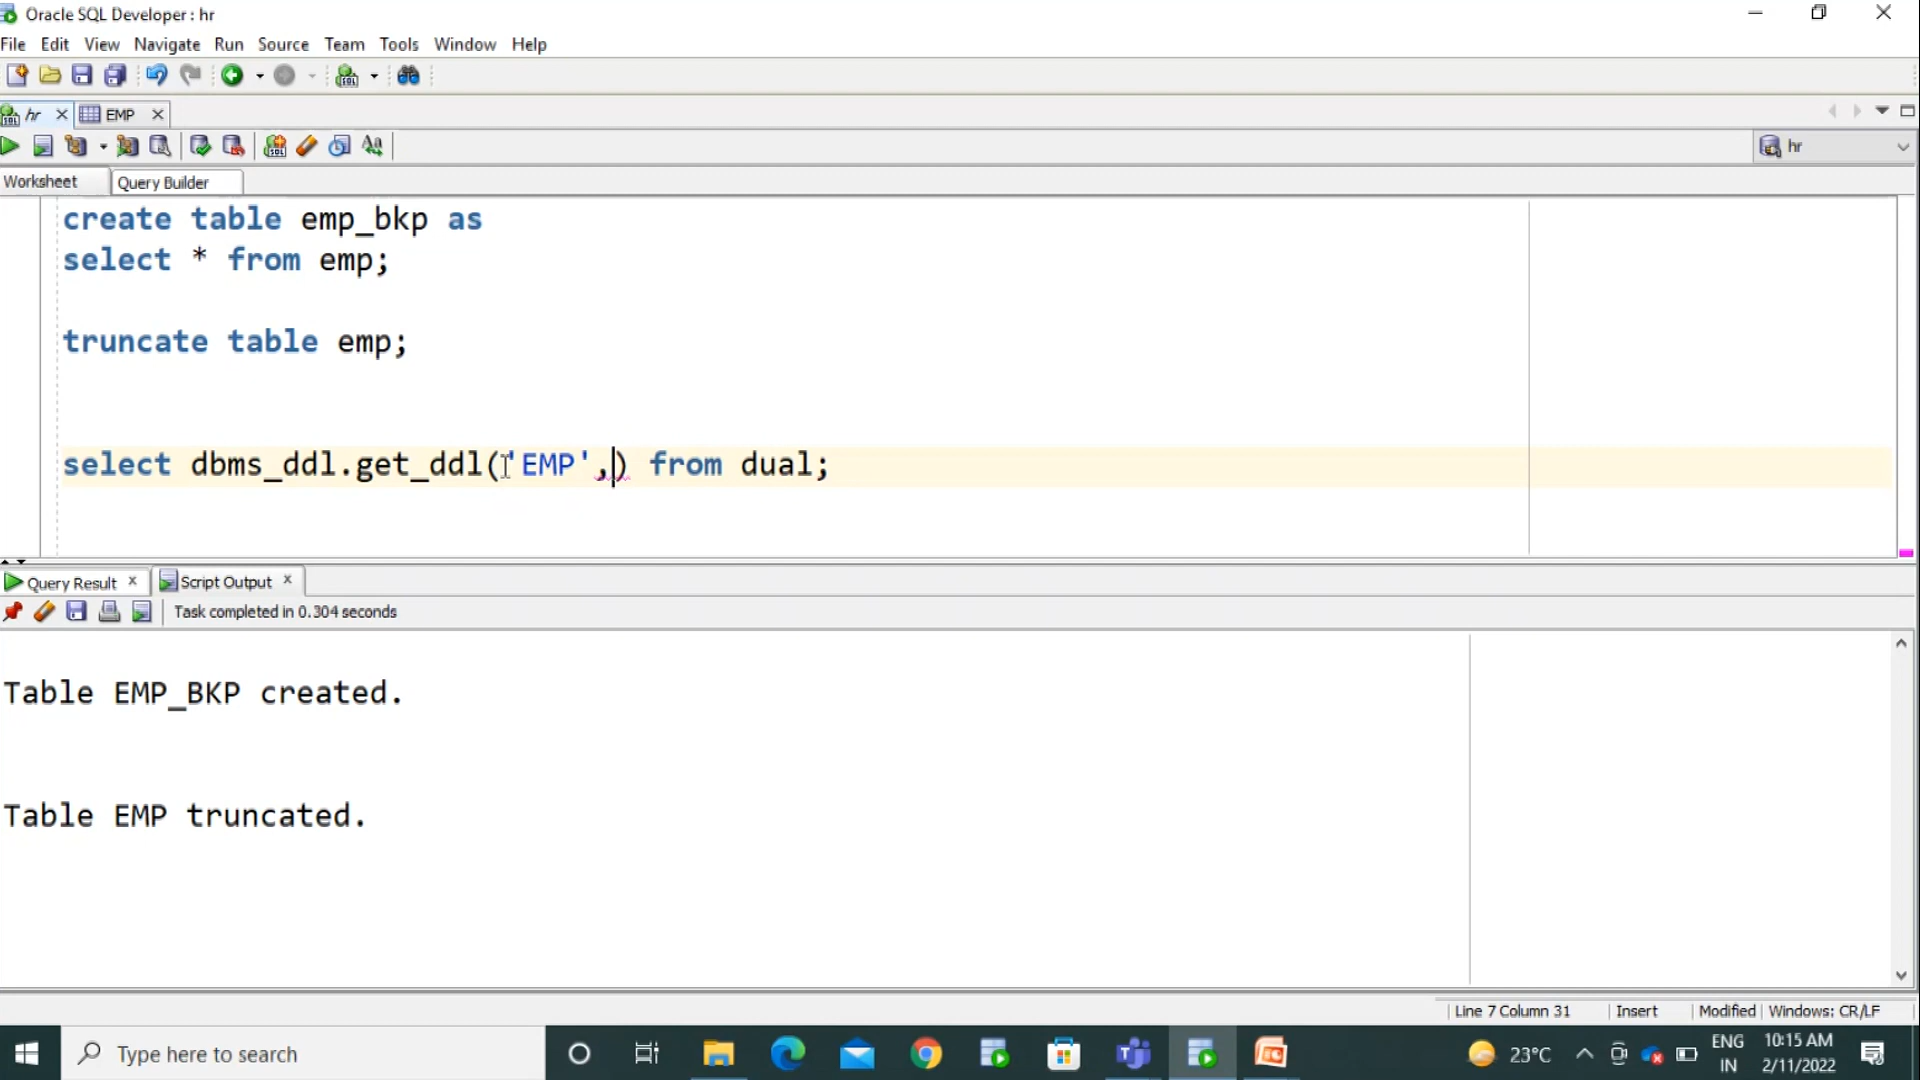 Oracle SQL Developer : hr
File Edit View Navigate Run Source Team Tools Window Help
hr EMP
hr
Worksheet Query Builder
create table emp_bkp as
select * from emp;
truncate table emp;
select dbms_ddl.get_ddl('EMP',) from dual;
Query Result Script Output
Task completed in 0.304 seconds
Table EMP_BKP created.
Table EMP truncated.
Line 7 Column 31 Insert Modified Windows: CR/LF
Type here to search
23°C
ENG
IN
10:15 AM
2/11/2022